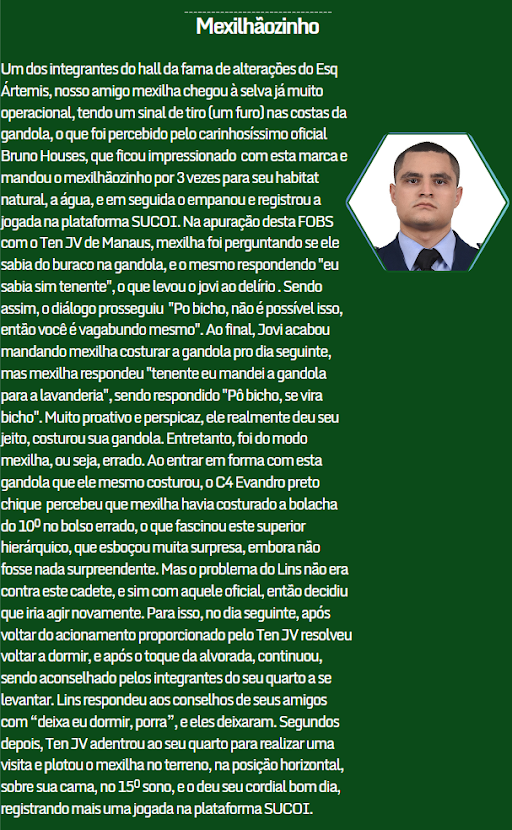 Mexilhãozinho
Um dos integrantes do hall da fama de alterações do Esq
Ártemis, nosso amigo mexilha chegou à selva já muito
operacional, tendo um sinal de tiro (um furo) nas costas da
gandola, o que foi percebido pelo carinhosíssimo oficial
Bruno Houses, que ficou impressionado com esta marca e
mandou o mexilhãozinho por 3 vezes para seu habitat
natural, a água, e em seguida o empanou e registrou a
jogada na plataforma SUCOI. Na apuração desta FOBS
com o Ten JV de Manaus, mexilha foi perguntando se ele
sabia do buraco na gandola, e o mesmo respondendo "eu
sabia sim tenente", o que levou o jovi ao delírio . Sendo
assim, o diálogo prosseguiu "Po bicho, não é possível isso,
então você é vagabundo mesmo". Ao final, Jovi acabou
mandando mexilha costurar a gandola pro dia seguinte,
mas mexilha respondeu "tenente eu mandei a gandola
para a lavanderia", sendo respondido "Pô bicho, se vira
bicho". Muito proativo e perspicaz, ele realmente deu seu
jeito, costurou sua gandola. Entretanto, foi do modo
mexilha, ou seja, errado. Ao entrar em forma com esta
gandola que ele mesmo costurou, o C4 Evandro preto
chique percebeu que mexilha havia costurado a bolacha
do 10º no bolso errado, o que fascinou este superior
hierárquico, que esboçou muita surpresa, embora não
fosse nada surpreendente. Mas o problema do Lins não era
contra este cadete, e sim com aquele oficial, então decidiu
que iria agir novamente. Para isso, no dia seguinte, após
voltar do acionamento proporcionado pelo Ten JV resolveu
voltar a dormir, e após o toque da alvorada, continuou,
sendo aconselhado pelos integrantes do seu quarto a se
levantar. Lins respondeu aos conselhos de seus amigos
com “deixa eu dormir, porra”, e eles deixaram. Segundos
depois, Ten JV adentrou ao seu quarto para realizar uma
visita e plotou o mexilha no terreno, na posição horizontal,
sobre sua cama, no 15º sono, e o deu seu cordial bom dia,
registrando mais uma jogada na plataforma SUCOI.